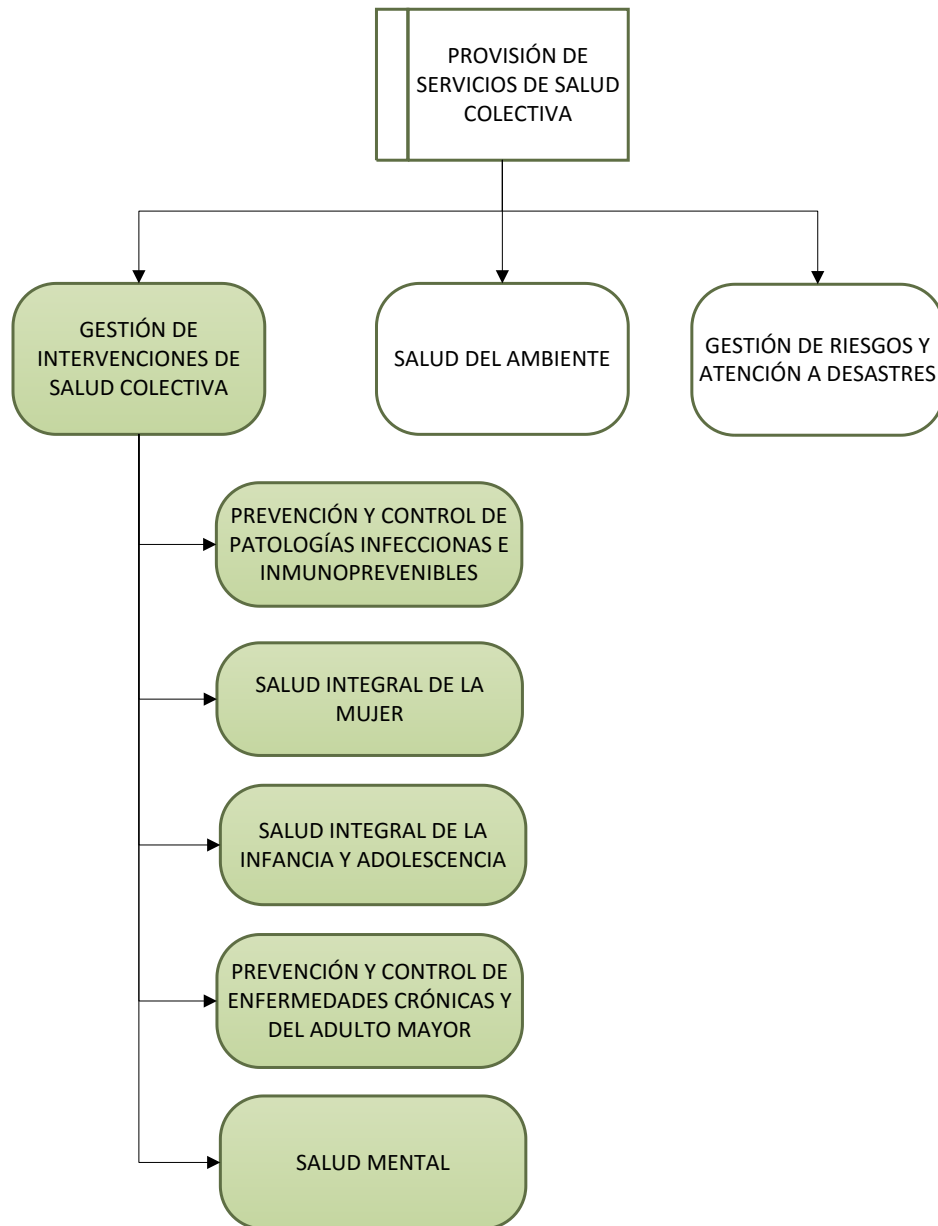 PROVISIÓN DE
SERVICIOS DE SALUD
COLECTIVA
GESTIÓN DE
INTERVENCIONES DE
SALUD COLECTIVA
SALUD DEL AMBIENTE
GESTIÓN DE RIESGOS Y
ATENCIÓN A DESASTRES
PREVENCIÓN Y CONTROL DE
PATOLOGÍAS INFECCIONAS E
INMUNOPREVENIBLES
SALUD INTEGRAL DE LA
MUJER
SALUD INTEGRAL DE LA
INFANCIA Y ADOLESCENCIA
PREVENCIÓN Y CONTROL DE
ENFERMEDADES CRÓNICAS Y
DEL ADULTO MAYOR
SALUD MENTAL